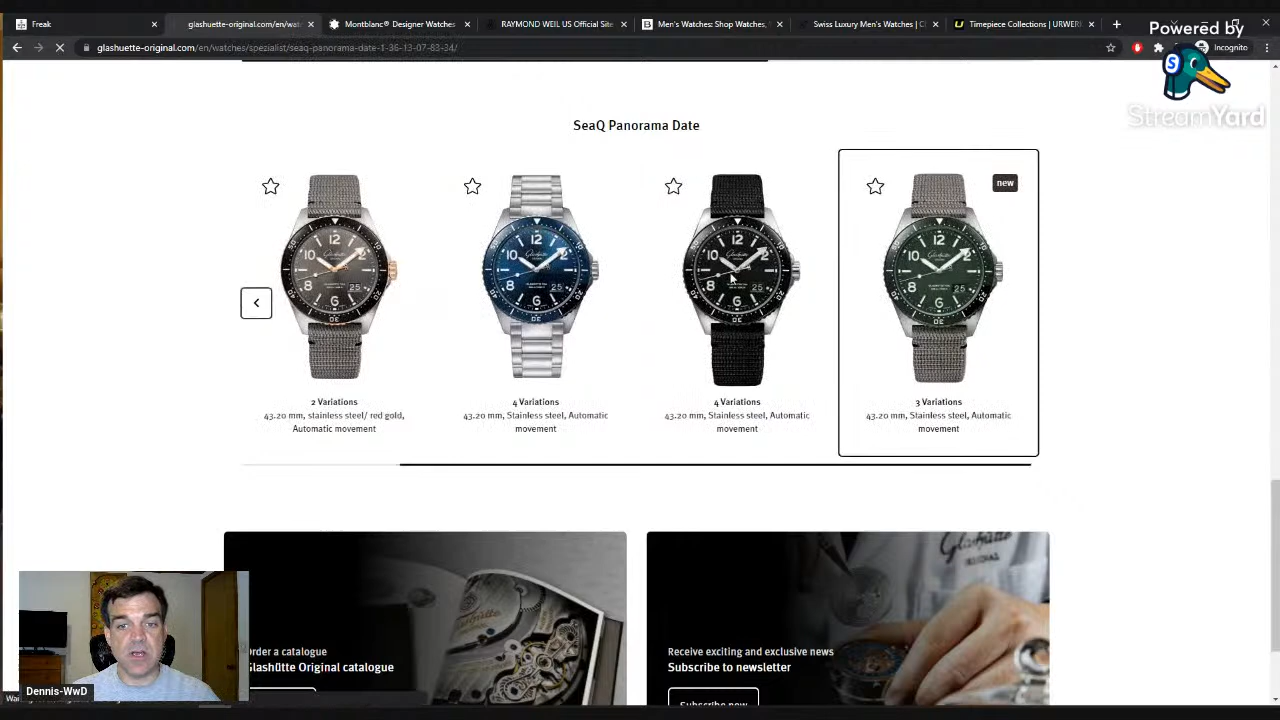 Freak
glashuette-original.com/en/wat
Montblanc® Designer Watches
RAYMOND WEIL US Official Site
Men's Watches: Shop Watches,
Swiss Luxury Men's Watches | C
Timepiece Collections | URWER
Powered by
glashuette-original.com/en/watches/spezialist/seaq-panorama-date-1-36-13-07-83-34/
Incognito
StreamYard
SeaQ Panorama Date
new
2 Variations
43.20 mm, stainless steel/ red gold,
Automatic movement
4 Variations
43.20 mm, Stainless steel, Automatic
movement
4 Variations
43.20 mm, Stainless steel, Automatic
movement
3 Variations
43.20 mm, Stainless steel, Automatic
movement
Order a catalogue
Glashütte Original catalogue
Receive exciting and exclusive news
Subscribe to newsletter
Subscribe now
Dennis-WwD